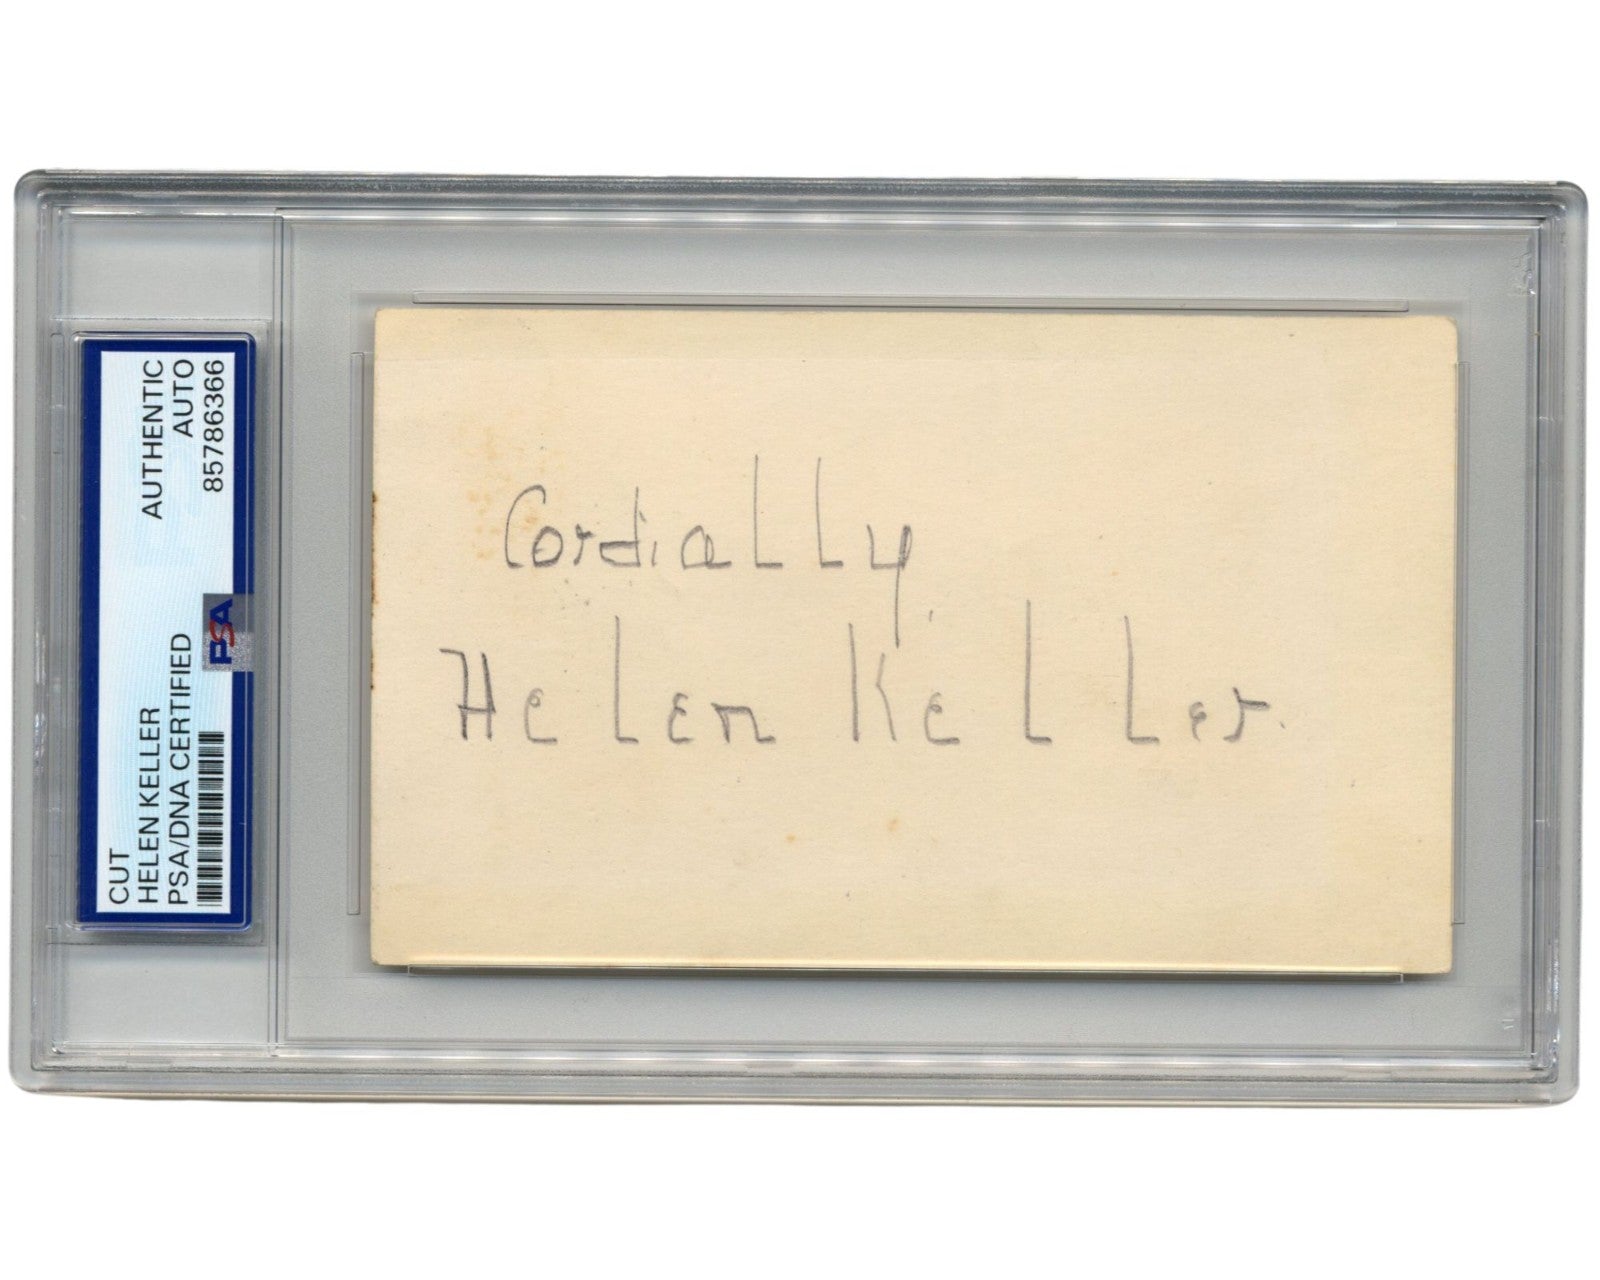 CUT
HELEN KELLER
PSA/DNA CERTIFIED
AUTHENTIC
AUTO
85786366
PSA
Cordially,
Helen Keller.